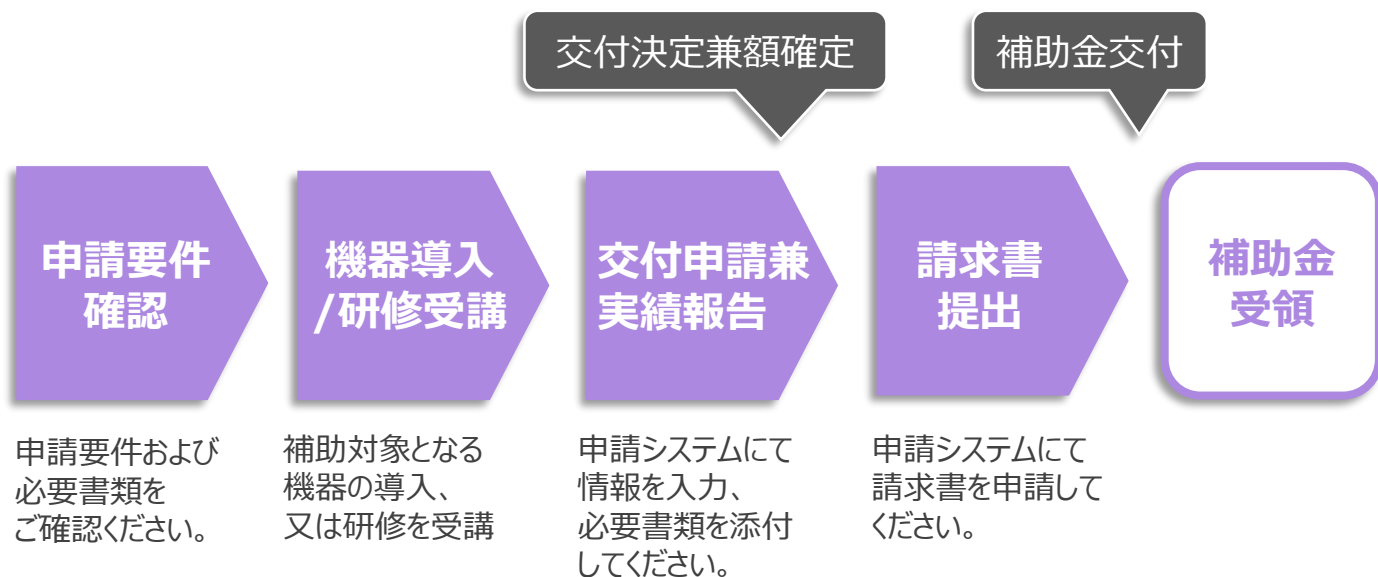 交付決定兼額確定
補助金交付
申請要件
確認
機器導入
/研修受講
交付申請兼
実績報告
請求書
提出
補助金
受領
申請要件および
必要書類を
ご確認ください。
補助対象となる
機器の導入、
又は研修を受講
申請システムにて
情報を入力、
必要書類を添付
してください。
申請システムにて
請求書を申請して
ください。